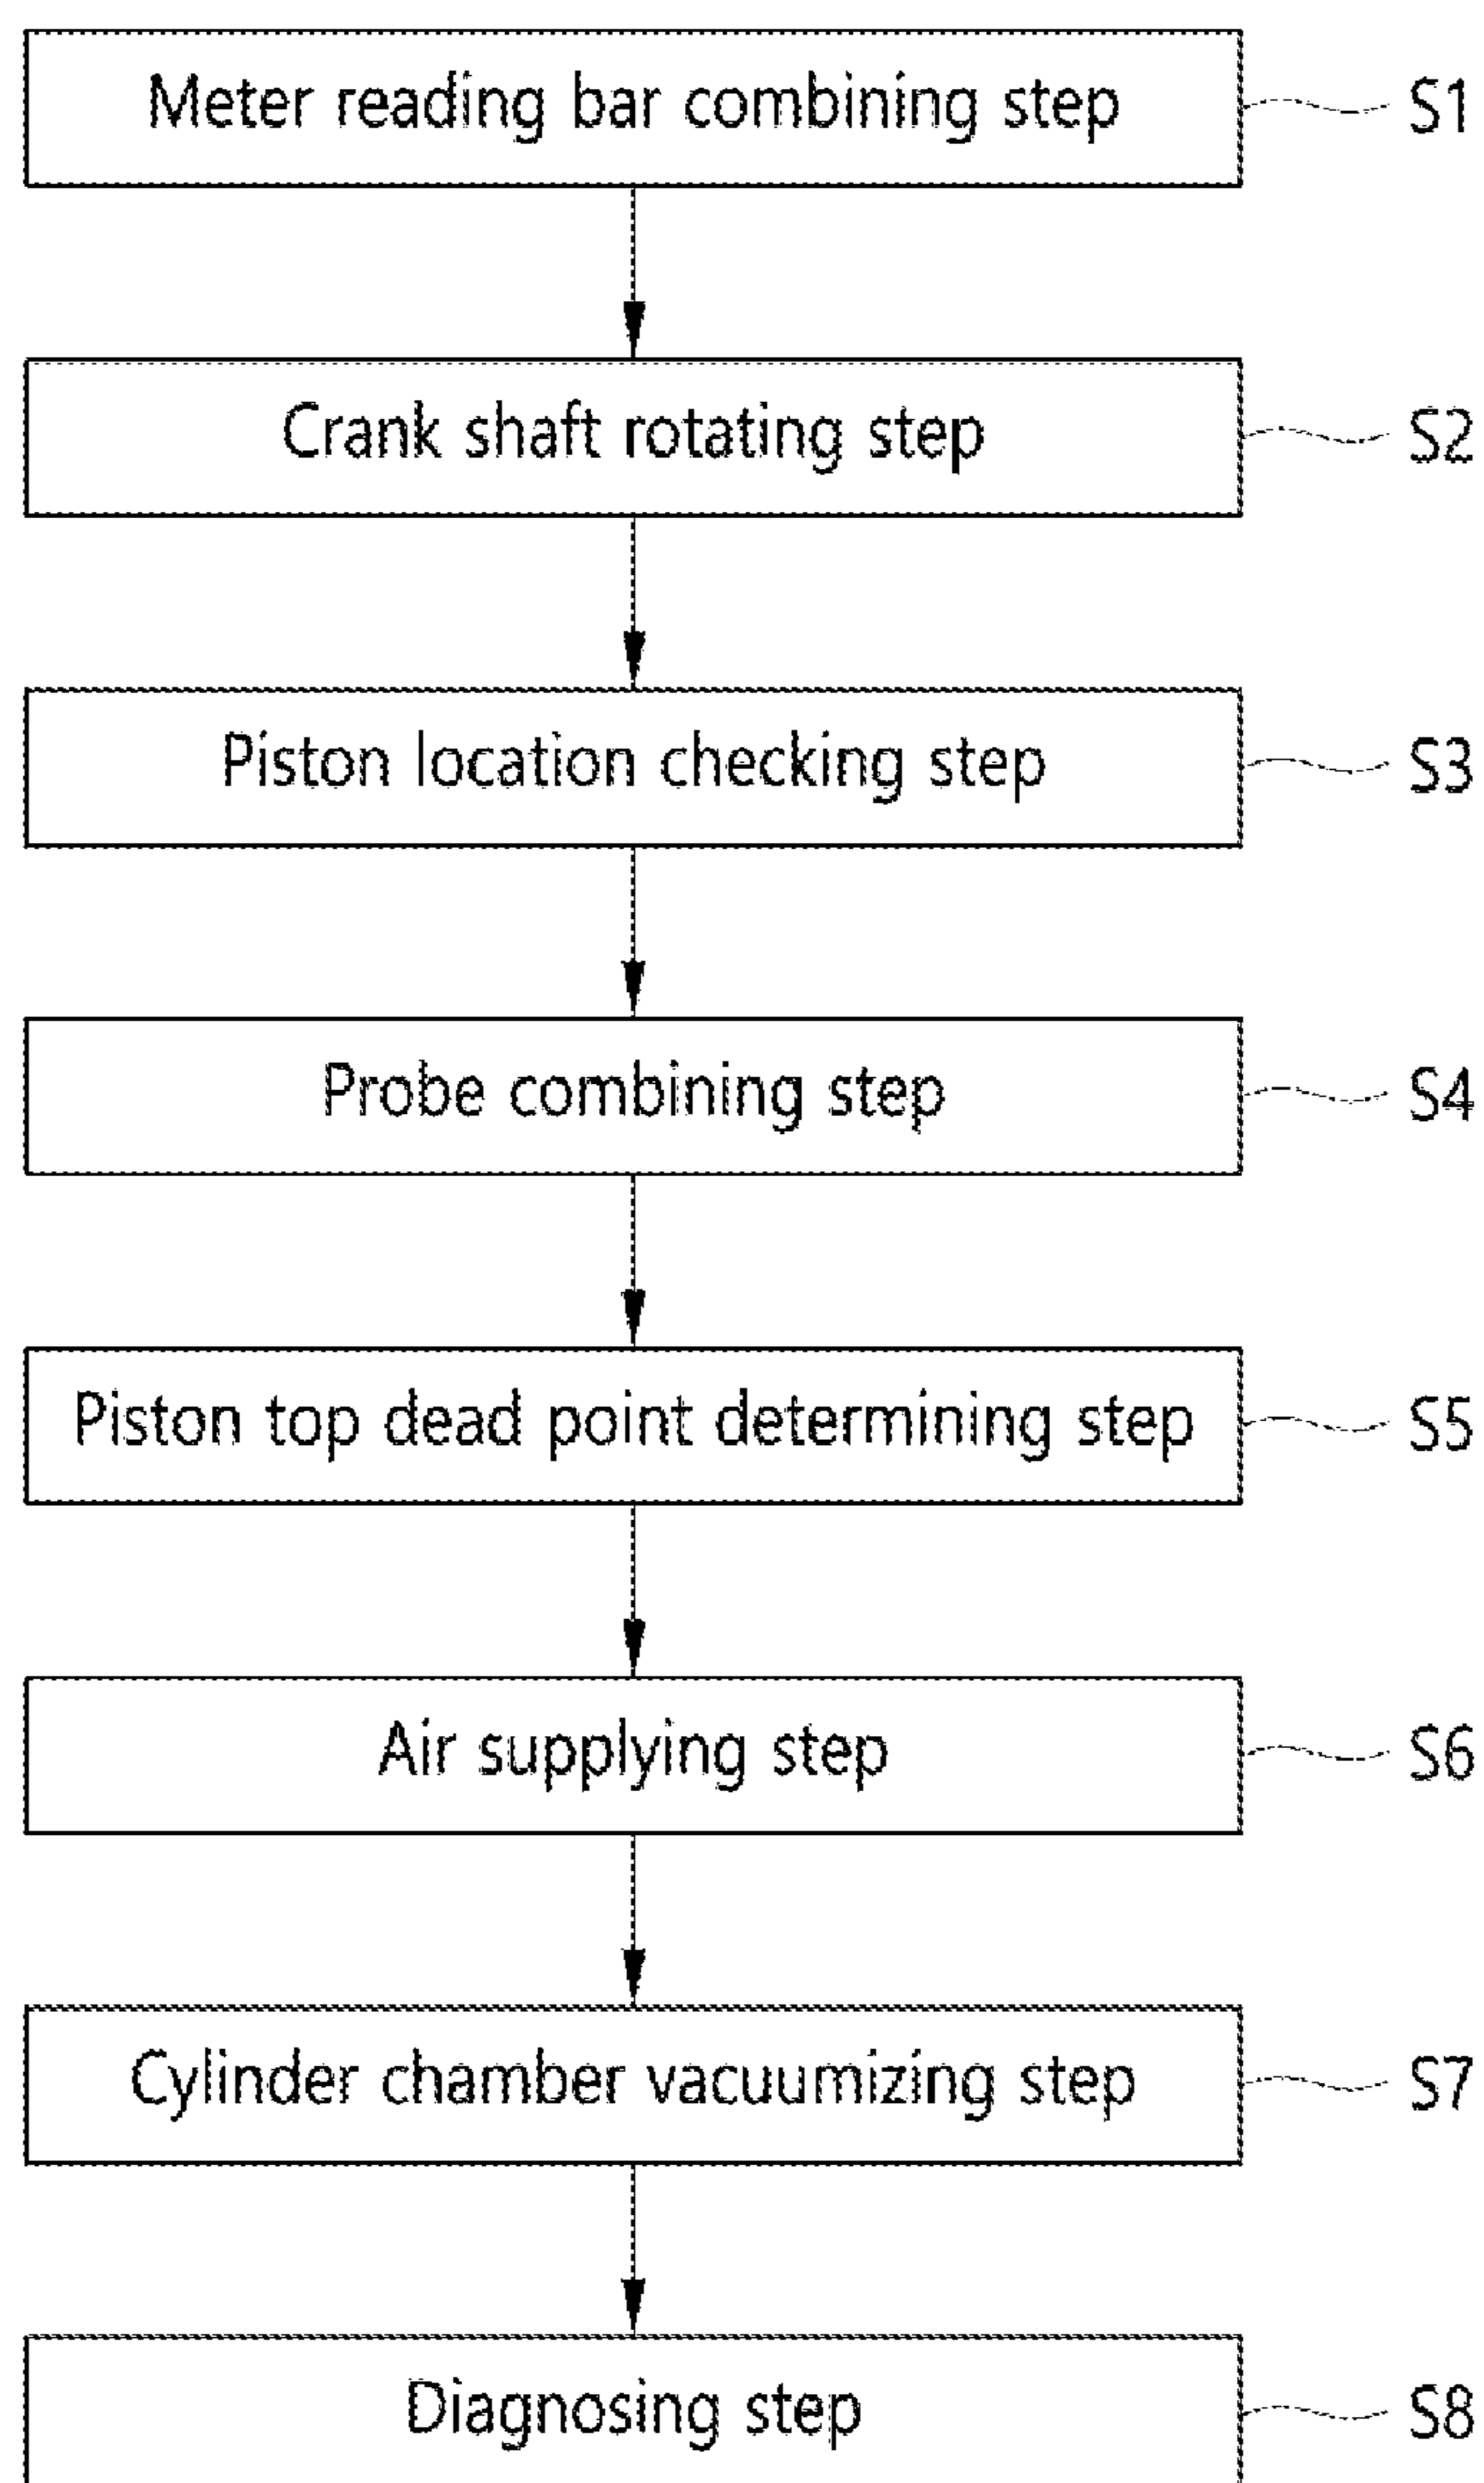 Meter reading bar combining step S1
Crank shaft rotating step S2
Piston location checking step S3
Probe combining step S4
Piston top dead point determining step S5
Air supplying step S6
Cylinder chamber vacuumizing step S7
Diagnosing step S8